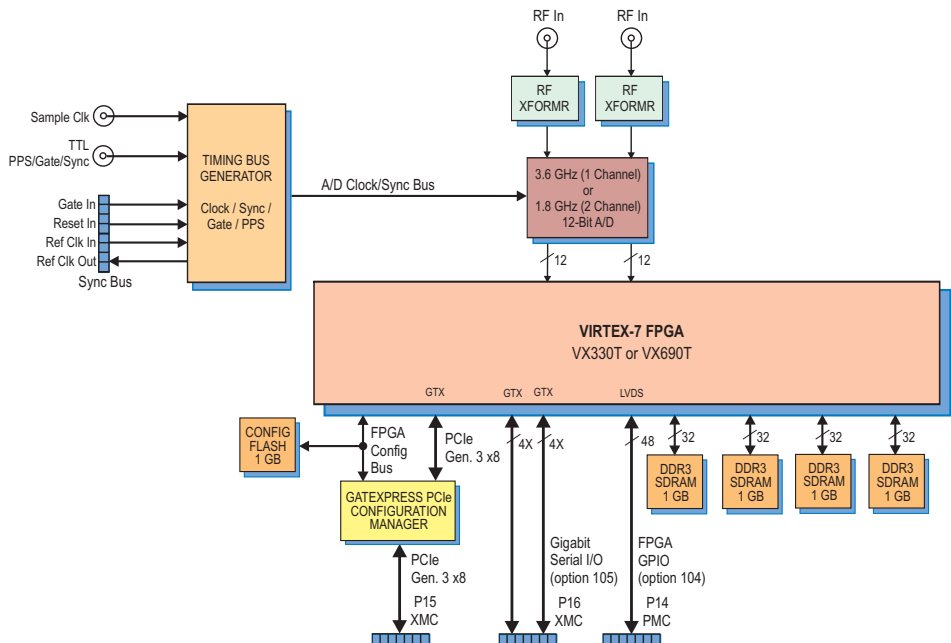 RF In
RF In
RF
XFORMR
RF
XFORMR
Sample Clk
TTL
PPS/Gate/Sync
TIMING BUS
GENERATOR
Clock / Sync /
Gate / PPS
A/D Clock/Sync Bus
3.6 GHz (1 Channel)
or
1.8 GHz (2 Channel)
12-Bit A/D
Gate In
Reset In
Ref Clk In
Ref Clk Out
Sync Bus
12
12
VIRTEX-7 FPGA
VX330T or VX690T
GTX
GTX
GTX
LVDS
CONFIG
FLASH
1 GB
FPGA
Config
Bus
PCIe
Gen. 3 x8
4X
4X
48
32
32
32
32
DDR3
SDRAM
1 GB
DDR3
SDRAM
1 GB
DDR3
SDRAM
1 GB
DDR3
SDRAM
1 GB
GATEXPRESS PCIe
CONFIGURATION
MANAGER
PCIe
Gen. 3 x8
Gigabit
Serial I/O
(option 105)
FPGA
GPIO
(option 104)
P15
XMC
P16
XMC
P14
PMC